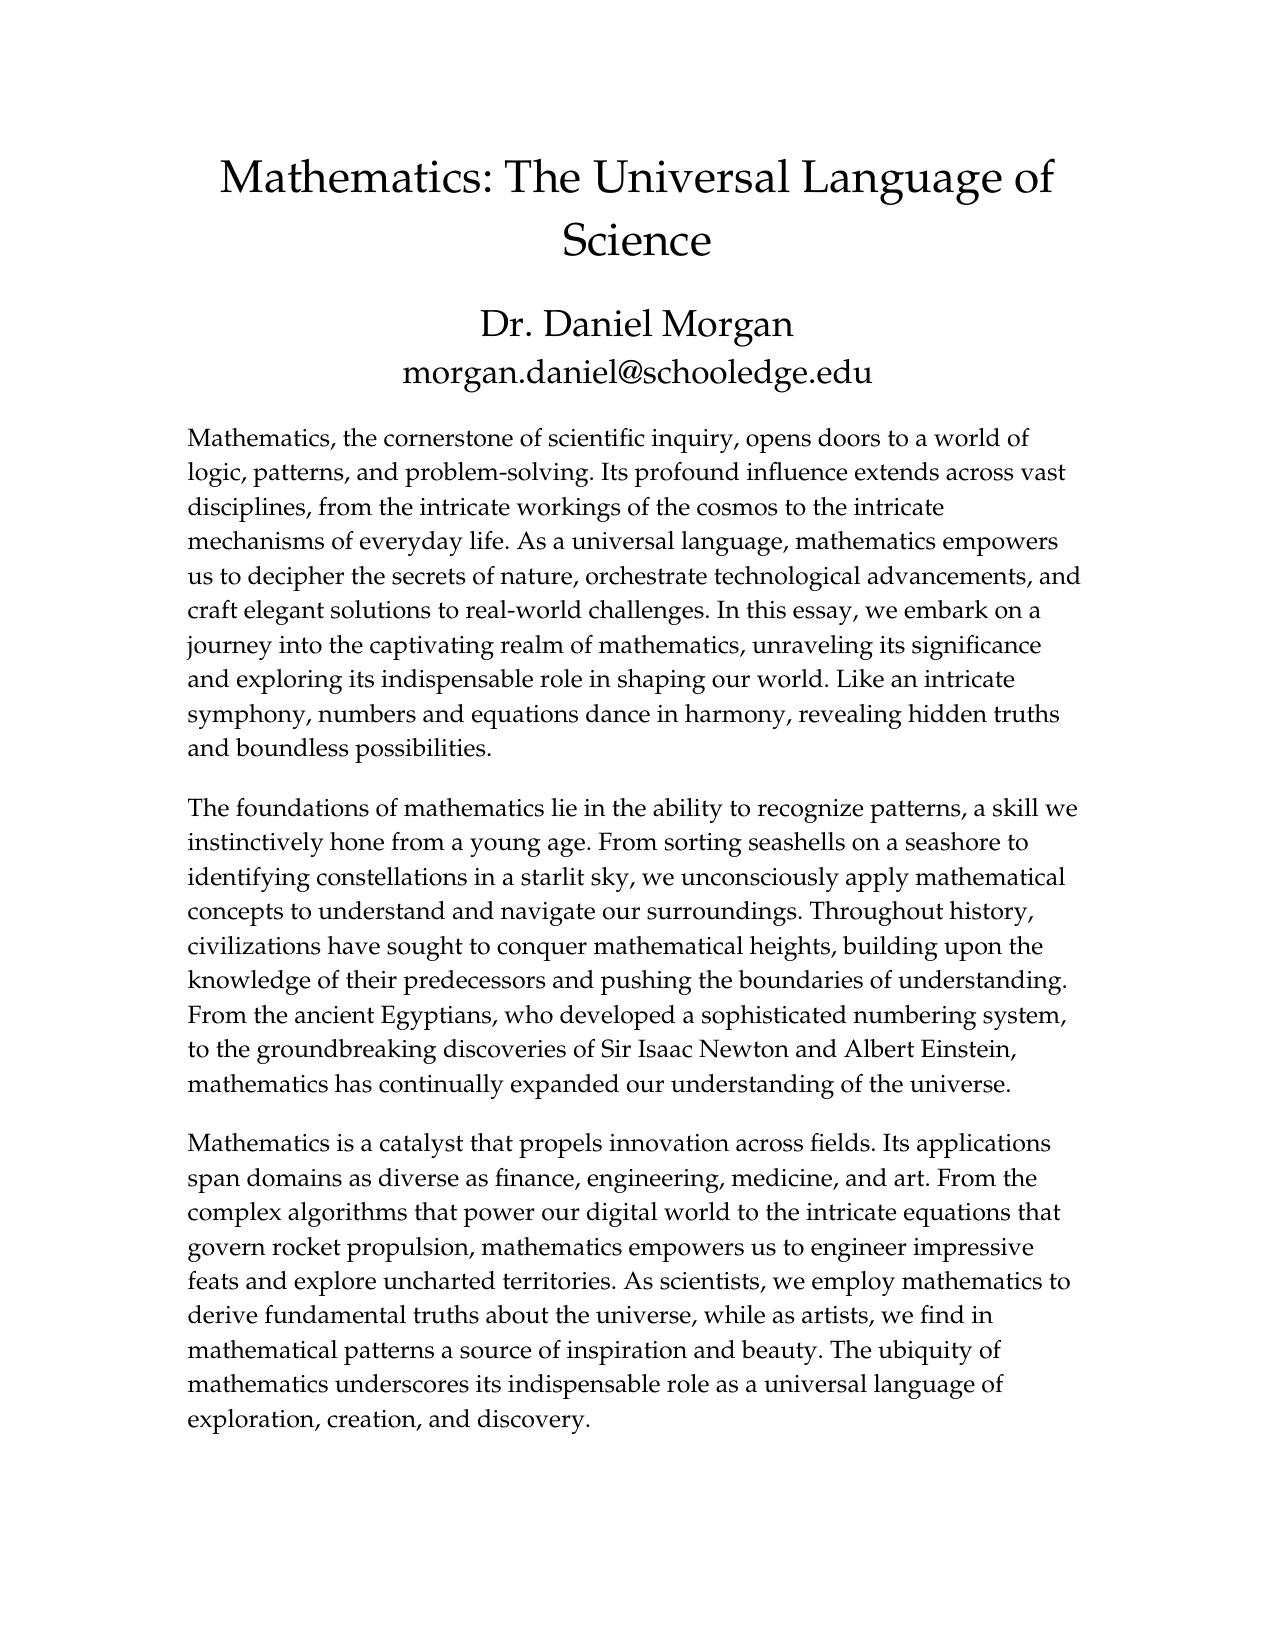 Mathematics: The Universal Language of
Science
Dr. Daniel Morgan
morgan.daniel@schooledge.edu
Mathematics, the cornerstone of scientific inquiry, opens doors to a world of
logic, patterns, and problem-solving. Its profound influence extends across vast
disciplines, from the intricate workings of the cosmos to the intricate
mechanisms of everyday life. As a universal language, mathematics empowers
us to decipher the secrets of nature, orchestrate technological advancements, and
craft elegant solutions to real-world challenges. In this essay, we embark on a
journey into the captivating realm of mathematics, unraveling its significance
and exploring its indispensable role in shaping our world. Like an intricate
symphony, numbers and equations dance in harmony, revealing hidden truths
and boundless possibilities.
The foundations of mathematics lie in the ability to recognize patterns, a skill we
instinctively hone from a young age. From sorting seashells on a seashore to
identifying constellations in a starlit sky, we unconsciously apply mathematical
concepts to understand and navigate our surroundings. Throughout history,
civilizations have sought to conquer mathematical heights, building upon the
knowledge of their predecessors and pushing the boundaries of understanding.
From the ancient Egyptians, who developed a sophisticated numbering system,
to the groundbreaking discoveries of Sir Isaac Newton and Albert Einstein,
mathematics has continually expanded our understanding of the universe.
Mathematics is a catalyst that propels innovation across fields. Its applications
span domains as diverse as finance, engineering, medicine, and art. From the
complex algorithms that power our digital world to the intricate equations that
govern rocket propulsion, mathematics empowers us to engineer impressive
feats and explore uncharted territories. As scientists, we employ mathematics to
derive fundamental truths about the universe, while as artists, we find in
mathematical patterns a source of inspiration and beauty. The ubiquity of
mathematics underscores its indispensable role as a universal language of
exploration, creation, and discovery.